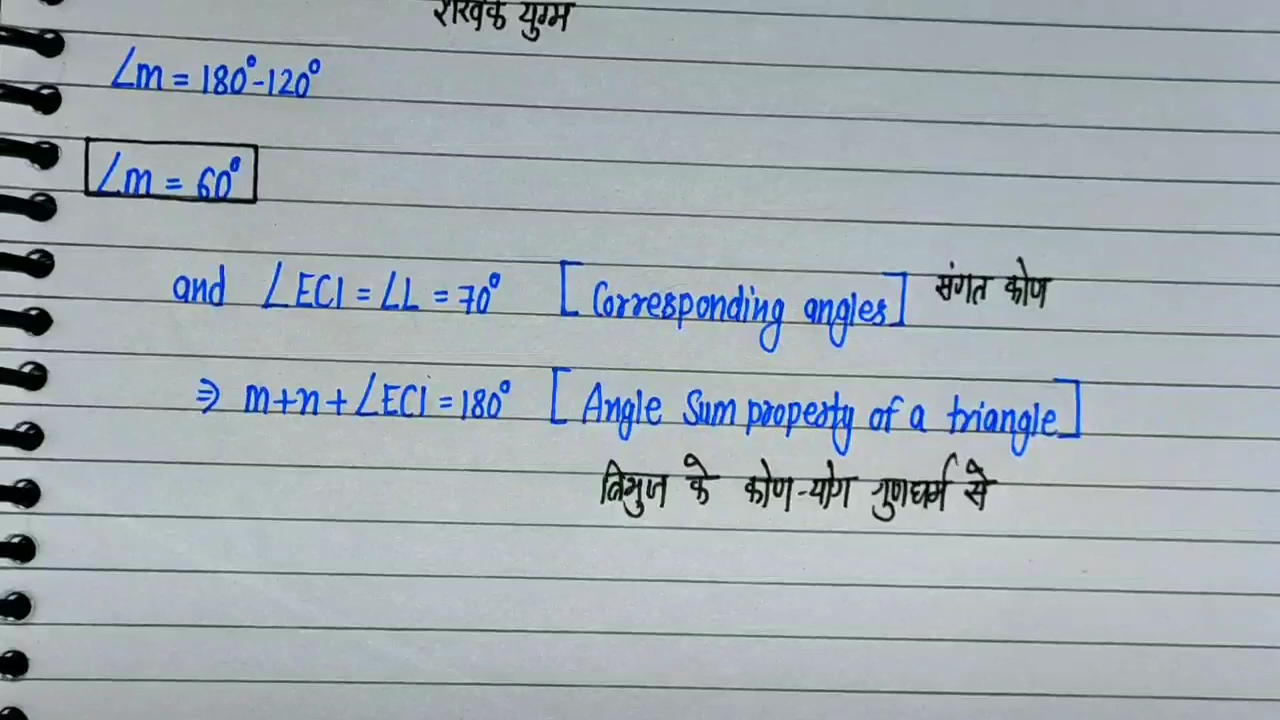 रैखिक युग्म
∠m = 180°-120°
∠m = 60°
and ∠ECI = ∠L = 70° [Corresponding angles] संगत कोण
⇒ m+n+∠ECI = 180° [Angle Sum property of a triangle]
त्रिभुज के कोण-योग गुणधर्म से